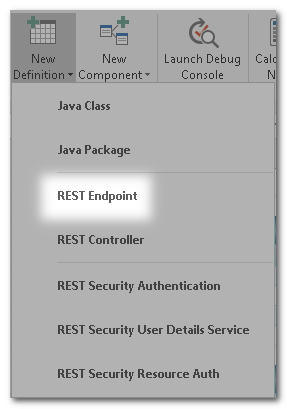 New
Definition
New
Component
Launch Debug
Console
Java Class
Java Package
REST Endpoint
REST Controller
REST Security Authentication
REST Security User Details Service
REST Security Resource Auth